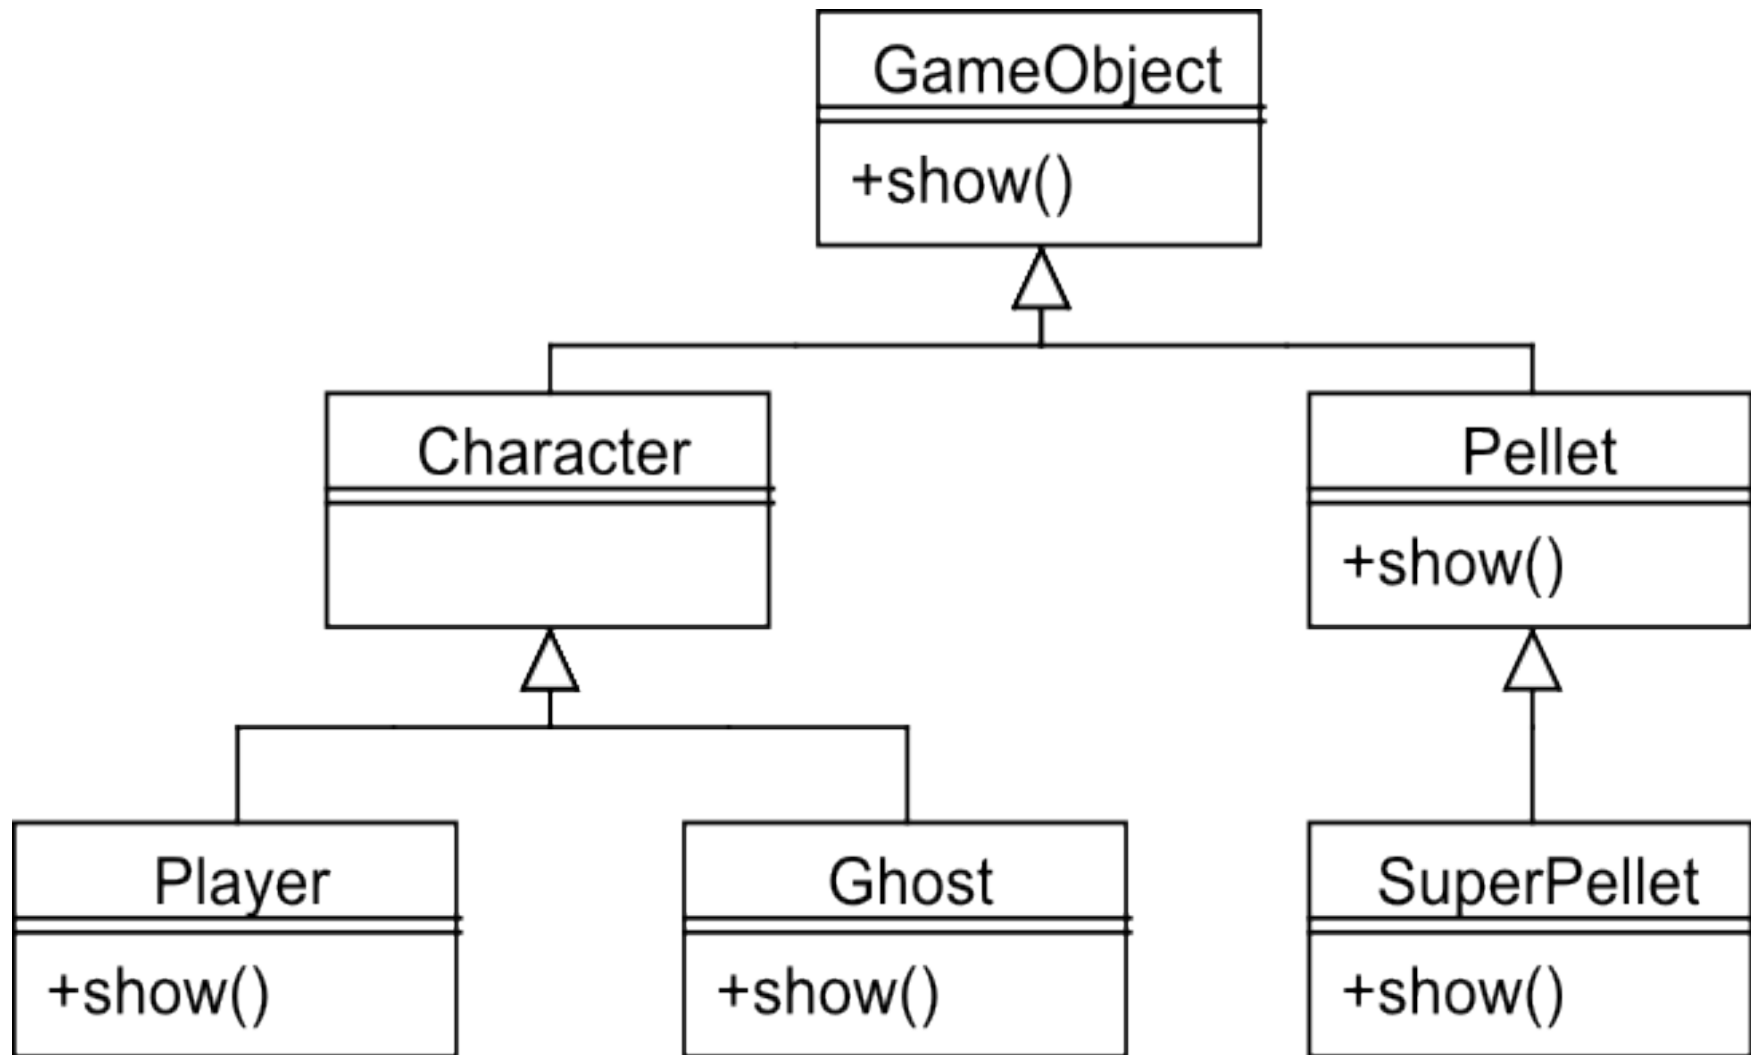 GameObject
+show()
Character
Pellet
+show()
Player
Ghost
SuperPellet
+show()
+show()
+show()